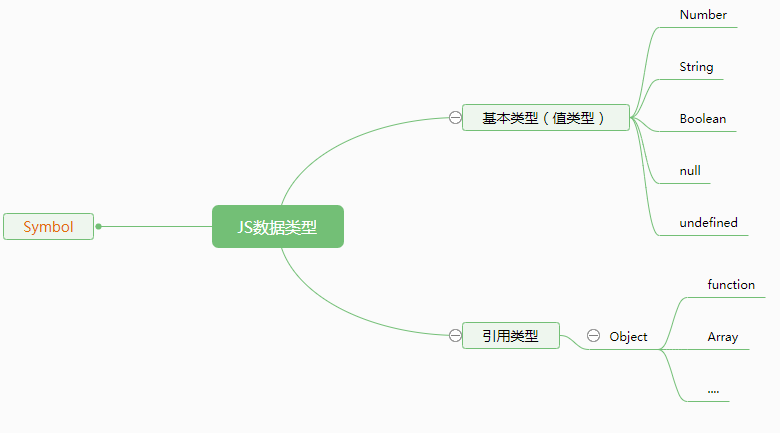 Number
String
基本类型（值类型）
Boolean
null
undefined
Symbol
JS数据类型
function
引用类型
Object
Array
....